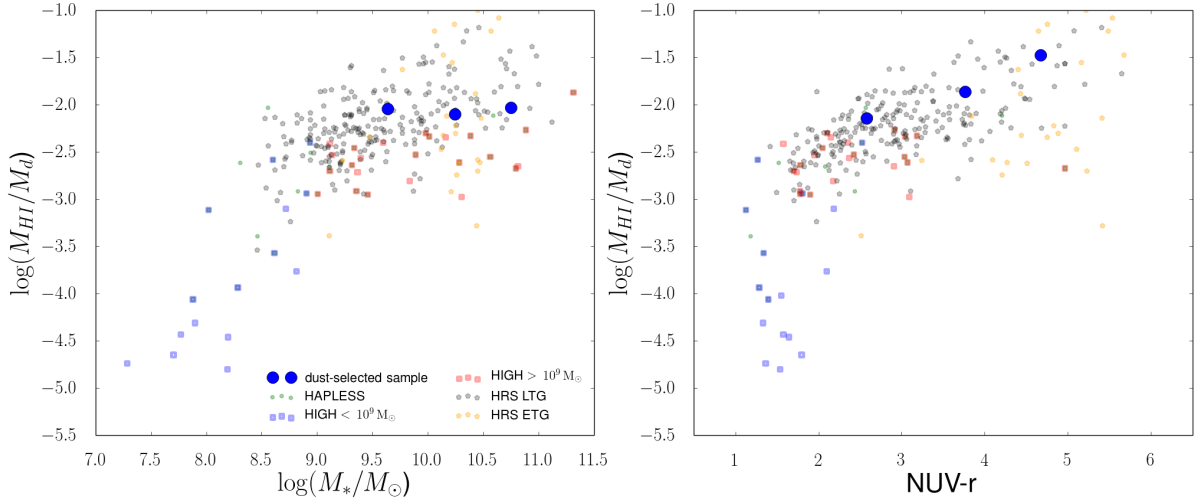 −1.0
−1.5
−2.0
−2.5
−3.0
−3.5
−4.0
−4.5
−5.0
−5.5
log(M_{HI}/M_d)
7.0 7.5 8.0 8.5 9.0 9.5 10.0 10.5 11.0 11.5
log(M_*/M_⊙)
dust-selected sample
HAPLESS
HIGH < 10^9 M_⊙
HIGH > 10^9 M_⊙
HRS LTG
HRS ETG
−1.0
−1.5
−2.0
−2.5
−3.0
−3.5
−4.0
−4.5
−5.0
−5.5
log(M_{HI}/M_d)
1 2 3 4 5 6
NUV-r